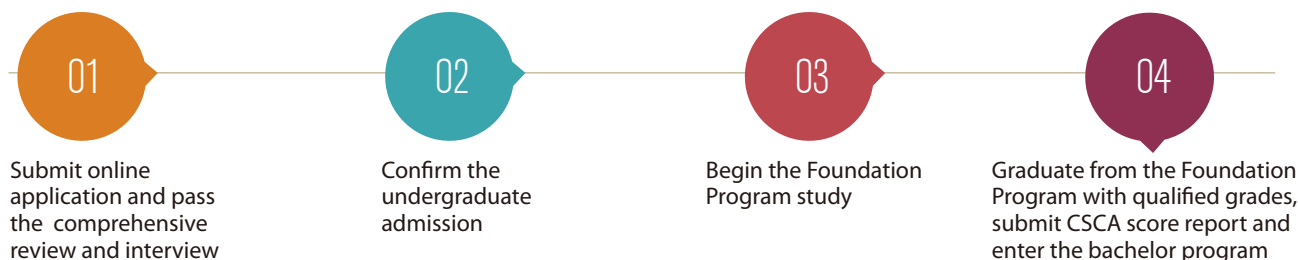 01
Submit online
application and pass
the comprehensive
review and interview
02
Confirm the
undergraduate
admission
03
Begin the Foundation
Program study
04
Graduate from the Foundation
Program with qualified grades,
submit CSCA score report and
enter the bachelor program